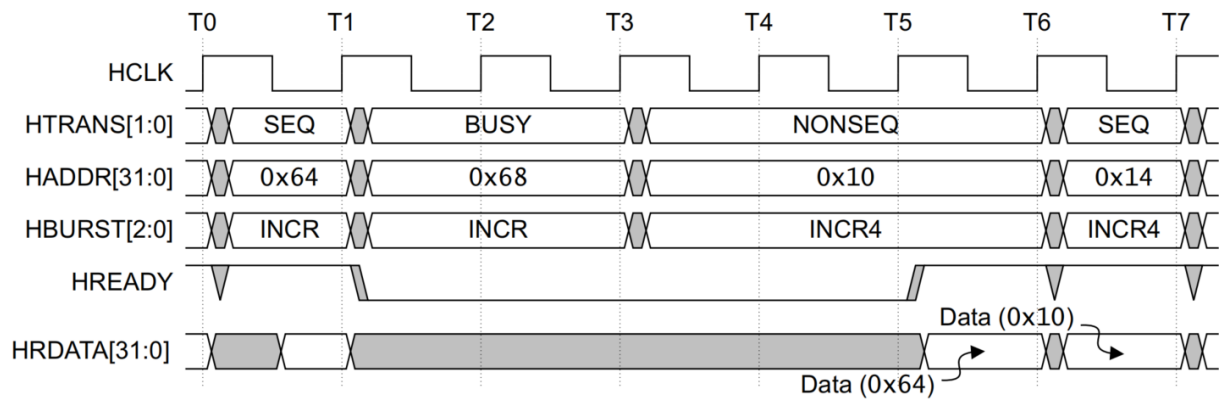 T0 T1 T2 T3 T4 T5 T6 T7
HCLK
HTRANS[1:0] SEQ BUSY NONSEQ SEQ
HADDR[31:0] 0x64 0x68 0x10 0x14
HBURST[2:0] INCR INCR INCR4 INCR4
HREADY
Data (0x10)
HRDATA[31:0]
Data (0x64)